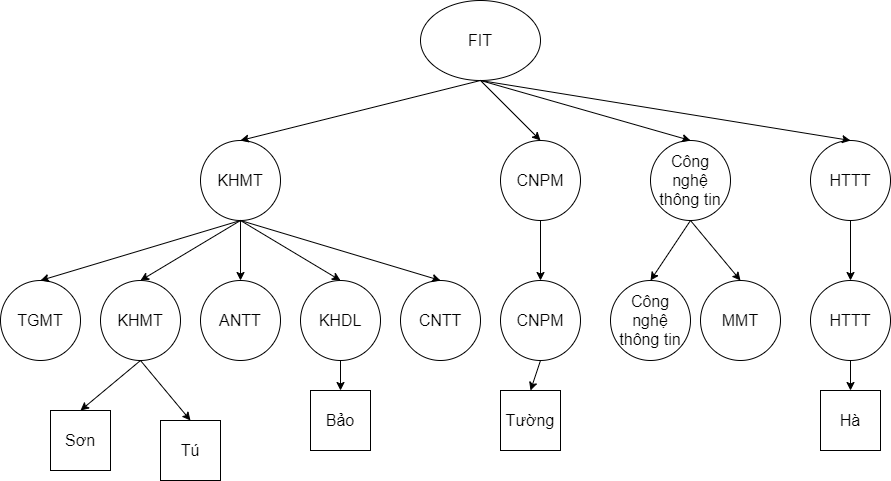 FIT
KHMT
CNPM
Công
nghệ
thông tin
HTTT
TGMT
KHMT
ANTT
KHDL
CNTT
CNPM
Công
nghệ
thông tin
MMT
HTTT
Sơn
Tú
Bảo
Tường
Hà